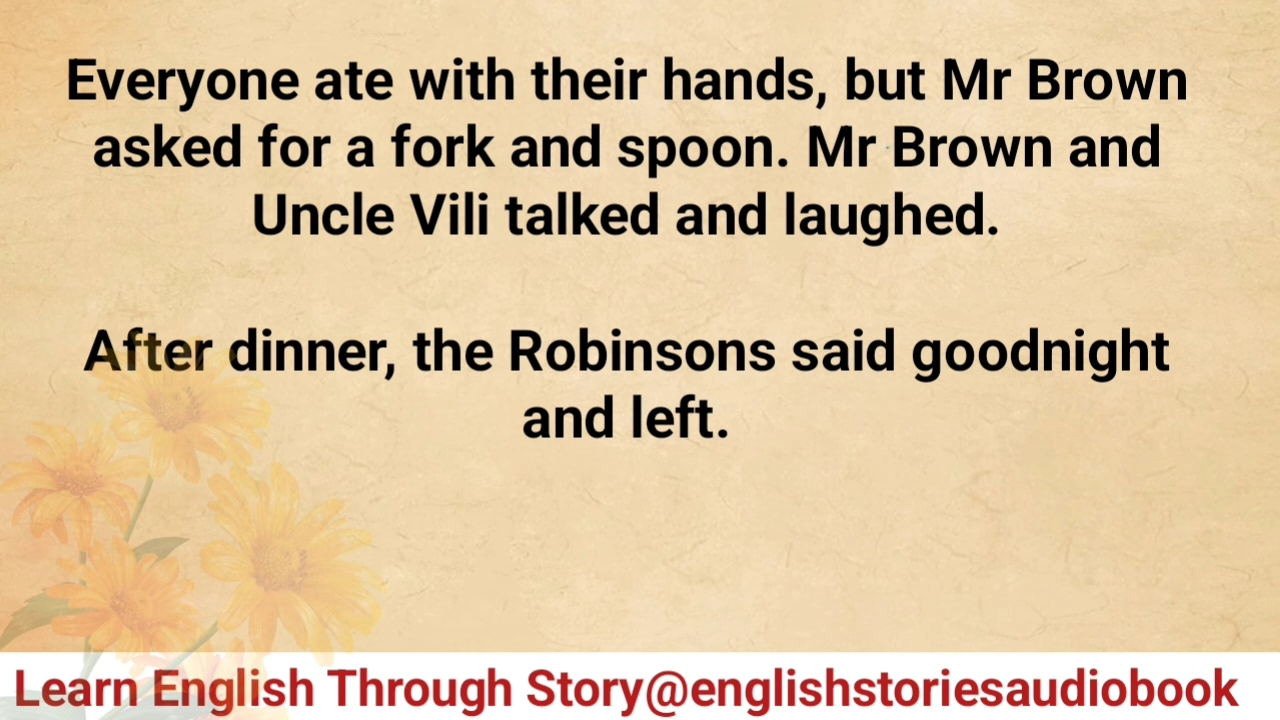 Everyone ate with their hands, but Mr Brown
asked for a fork and spoon. Mr Brown and
Uncle Vili talked and laughed.
After dinner, the Robinsons said goodnight
and left.
Learn English Through Story@englishstoriesaudiobook